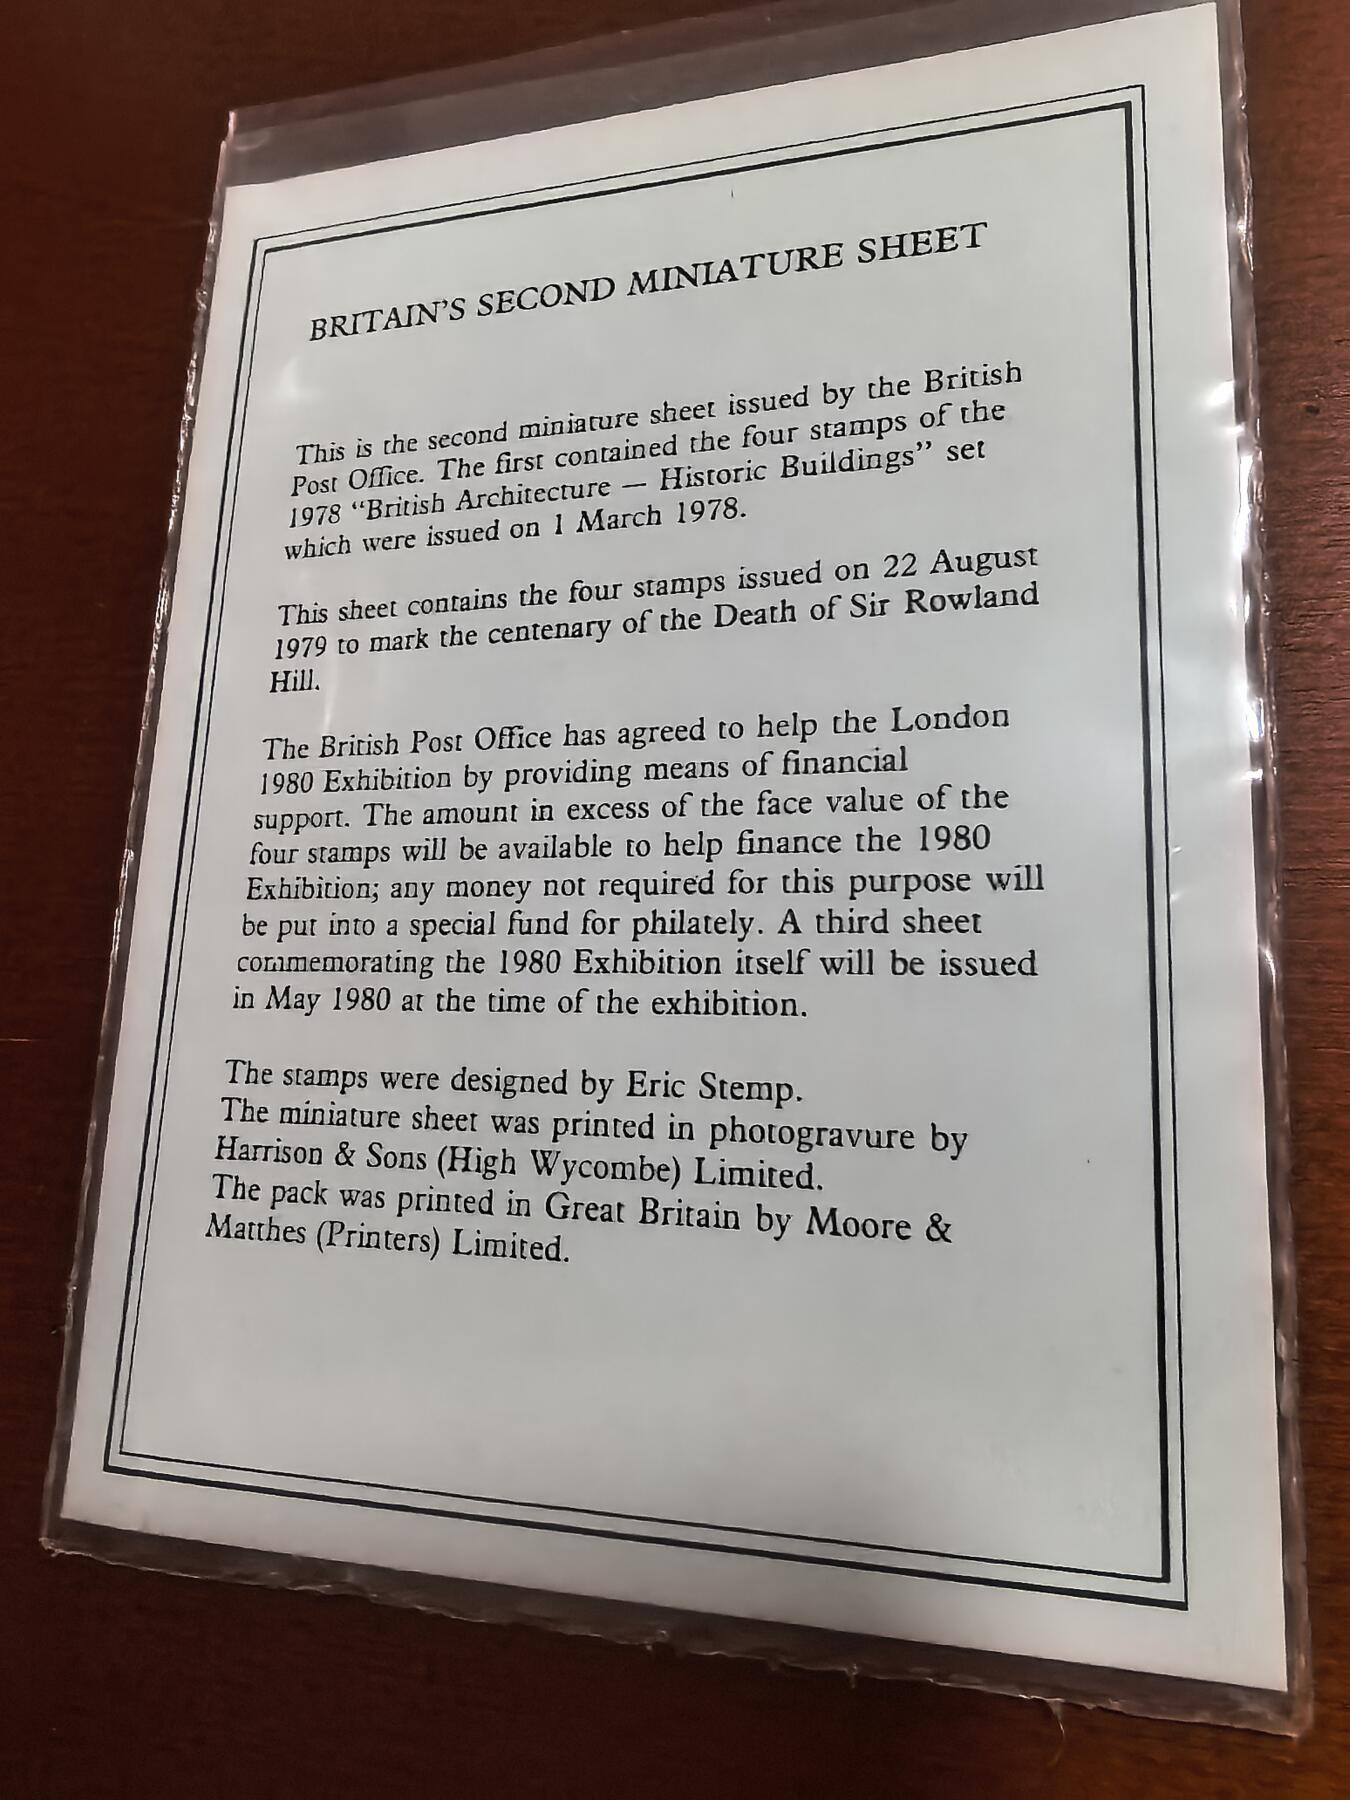 BRITAIN'S SECOND MINIATURE SHEET
This is the second miniature sheet issued by the British
Post Office. The first contained the four stamps of the
1978 “British Architecture — Historic Buildings” set
which were issued on 1 March 1978.
This sheet contains the four stamps issued on 22 August
1979 to mark the centenary of the Death of Sir Rowland
Hill.
The British Post Office has agreed to help the London
1980 Exhibition by providing means of financial
support. The amount in excess of the face value of the
four stamps will be available to help finance the 1980
Exhibition; any money not required for this purpose will
be put into a special fund for philately. A third sheet
commemorating the 1980 Exhibition itself will be issued
in May 1980 at the time of the exhibition.
The stamps were designed by Eric Stemp.
The miniature sheet was printed in photogravure by
Harrison & Sons (High Wycombe) Limited.
The pack was printed in Great Britain by Moore &
Matthes (Printers) Limited.